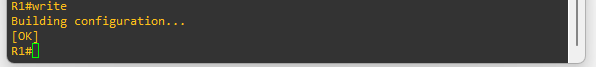 R1#write
Building configuration...
[OK]
R1#